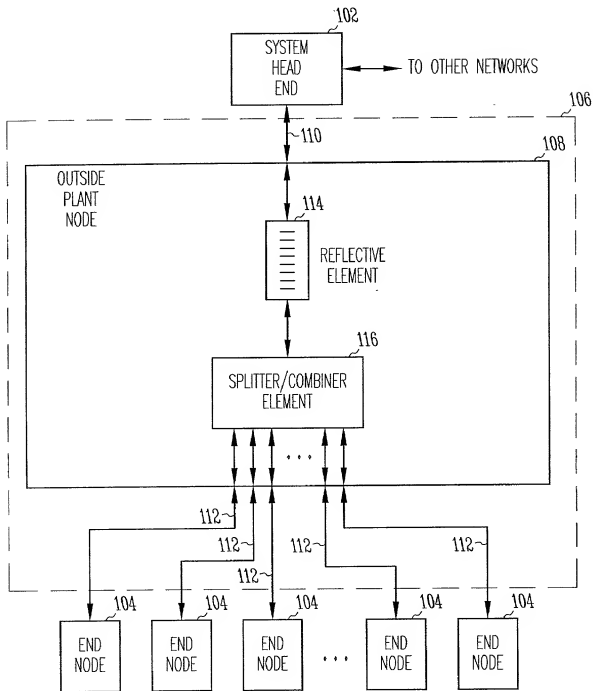 102
SYSTEM
HEAD
END
TO OTHER NETWORKS
106
110
108
OUTSIDE
PLANT
NODE
114
REFLECTIVE
ELEMENT
116
SPLITTER/COMBINER
ELEMENT
...
112
112
112
112
112
104
104
104
104
104
END
NODE
END
NODE
END
NODE
...
END
NODE
END
NODE